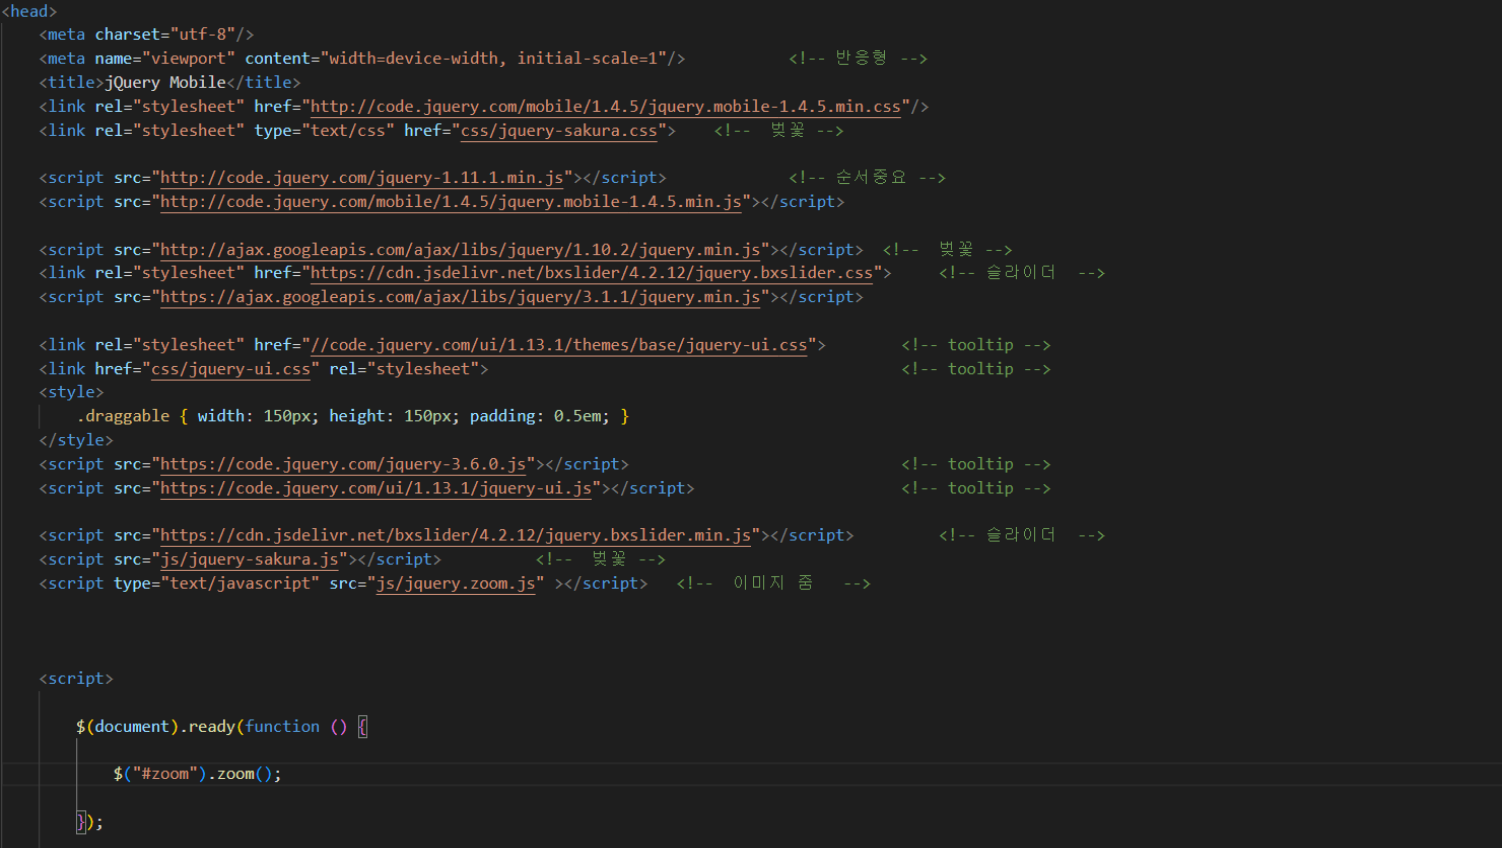 <head>
<meta charset="utf-8"/>
<meta name="viewport" content="width=device-width, initial-scale=1"/> <!-- 반응형 -->
<title>jQuery Mobile</title>
<link rel="stylesheet" href="http://code.jquery.com/mobile/1.4.5/jquery.mobile-1.4.5.min.css"/>
<link rel="stylesheet" type="text/css" href="css/jquery-sakura.css"> <!-- 벚꽃 -->
<script src="http://code.jquery.com/jquery-1.11.1.min.js"></script> <!-- 순서중요 -->
<script src="http://code.jquery.com/mobile/1.4.5/jquery.mobile-1.4.5.min.js"></script>
<script src="http://ajax.googleapis.com/ajax/libs/jquery/1.10.2/jquery.min.js"></script> <!-- 벚꽃 -->
<link rel="stylesheet" href="https://cdn.jsdelivr.net/bxslider/4.2.12/jquery.bxslider.css"> <!-- 슬라이더 -->
<script src="https://ajax.googleapis.com/ajax/libs/jquery/3.1.1/jquery.min.js"></script>
<link rel="stylesheet" href="//code.jquery.com/ui/1.13.1/themes/base/jquery-ui.css"> <!-- tooltip -->
<link href="css/jquery-ui.css" rel="stylesheet"> <!-- tooltip -->
<style>
.draggable { width: 150px; height: 150px; padding: 0.5em; }
</style>
<script src="https://code.jquery.com/jquery-3.6.0.js"></script> <!-- tooltip -->
<script src="https://code.jquery.com/ui/1.13.1/jquery-ui.js"></script> <!-- tooltip -->
<script src="https://cdn.jsdelivr.net/bxslider/4.2.12/jquery.bxslider.min.js"></script> <!-- 슬라이더 -->
<script src="js/jquery-sakura.js"></script> <!-- 벚꽃 -->
<script type="text/javascript" src="js/jquery.zoom.js" ></script> <!-- 이미지 줌 -->
<script>
$(document).ready(function () {
$("#zoom").zoom();
});